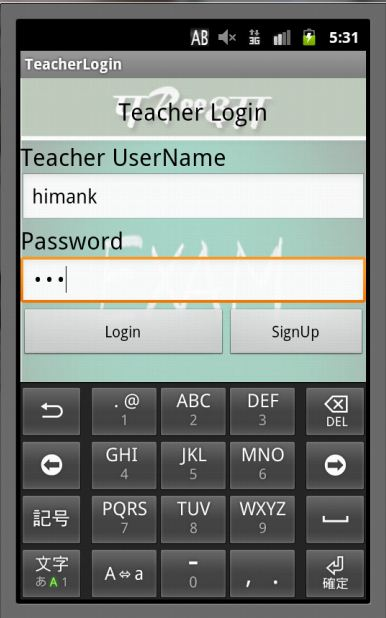 AB 3G 5:31
TeacherLogin
Teacher Login
Teacher UserName
himank
Password
•••
EXAM
Login SignUp
. @ ABC DEF DEL
1 2 3
GHI JKL MNO
4 5 6
記号 PQRS TUV WXYZ
7 8 9
文字 A⇔a - , . 確定
あA1 0